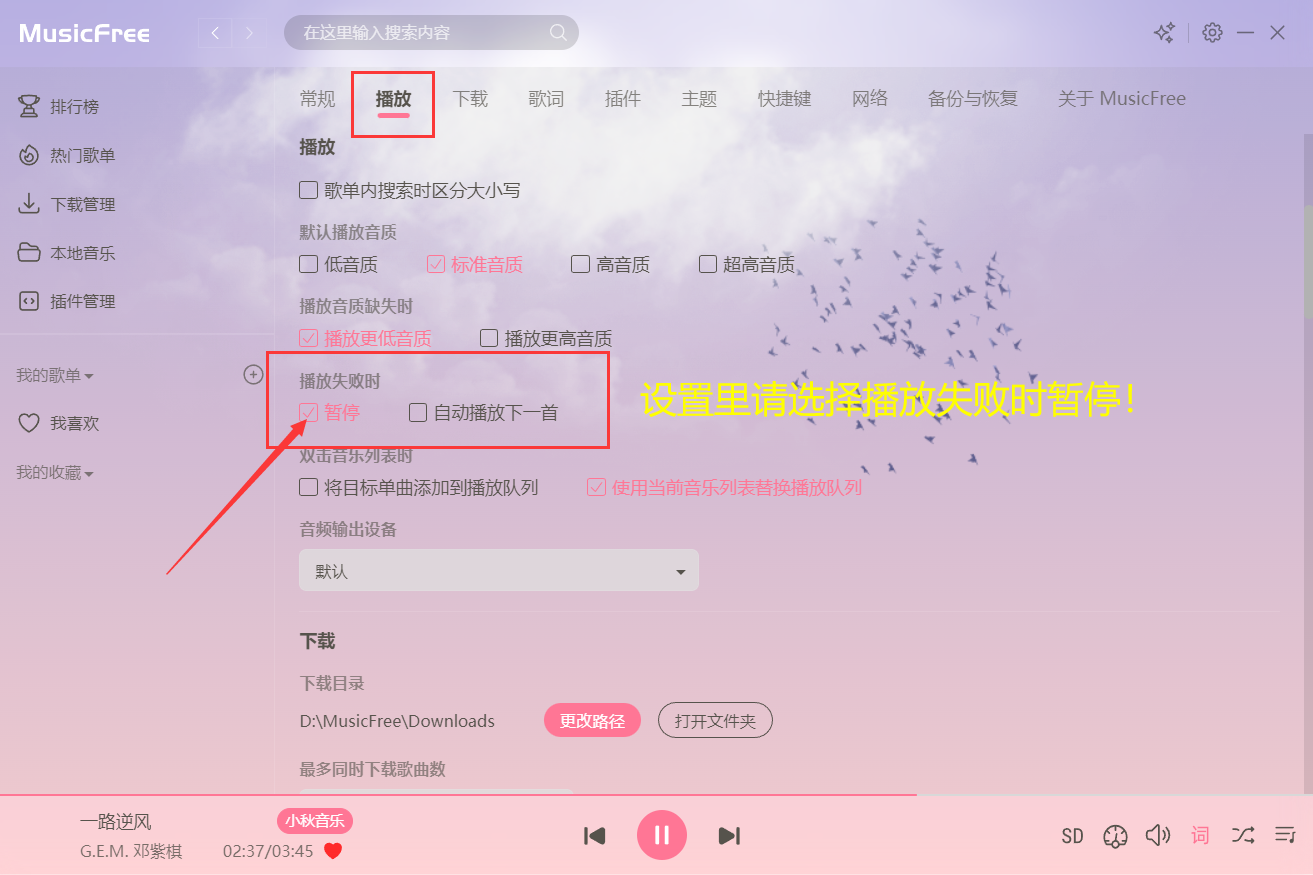 MusicFree
在这里输入搜索内容
排行榜
热门歌单
下载管理
本地音乐
插件管理
我的歌单
我喜欢
我的收藏
常规 播放 下载 歌词 插件 主题 快捷键 网络 备份与恢复 关于 MusicFree
播放
歌单内搜索时区分大小写
默认播放音质
低音质 标准音质 高音质 超高音质
播放音质缺失时
播放更低音质 播放更高音质
播放失败时
暂停 自动播放下一首
设置里请选择播放失败时暂停!
双击音乐列表时
将目标单曲添加到播放队列 使用当前音乐列表替换播放队列
音频输出设备
默认
下载
下载目录
D:\MusicFree\Downloads 更改路径 打开文件夹
最多同时下载歌曲数
一路逆风 小秋音乐
G.E.M. 邓紫棋 02:37/03:45
SD 词